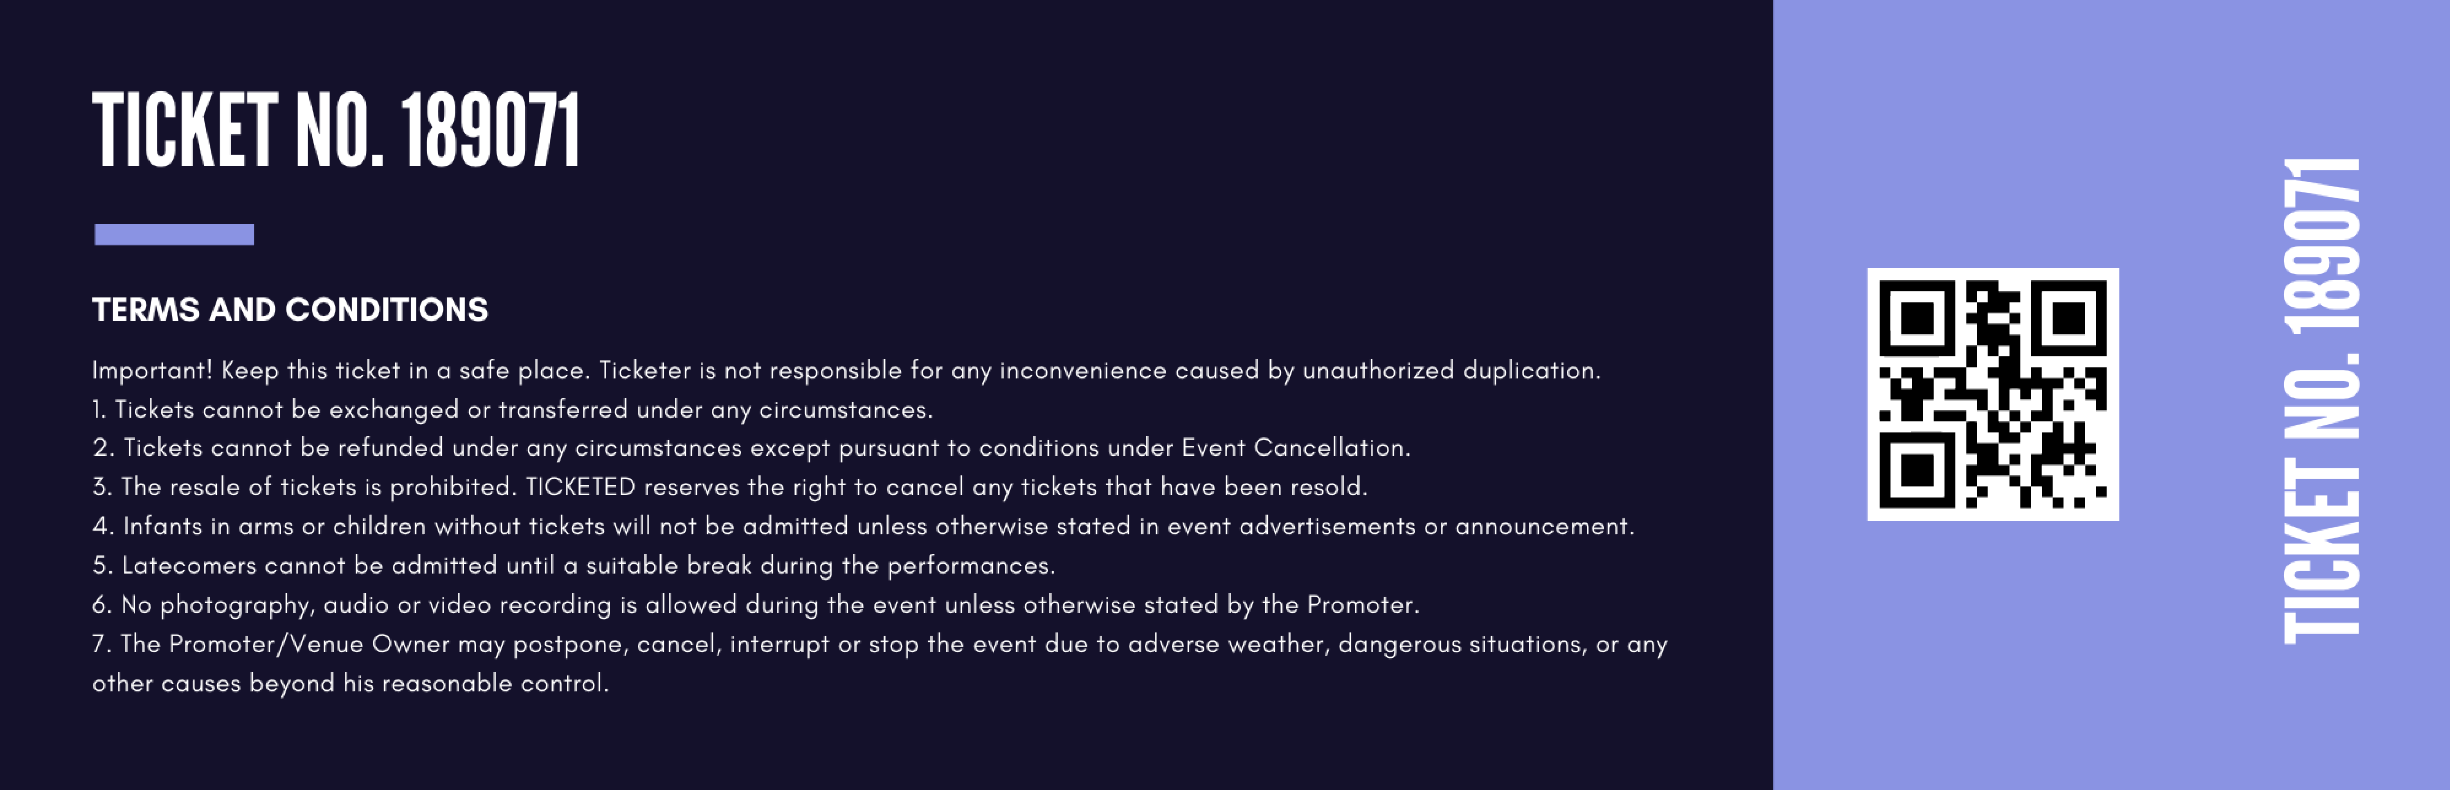 TICKET NO. 189071
TERMS AND CONDITIONS
Important! Keep this ticket in a safe place. Ticketer is not responsible for any inconvenience caused by unauthorized duplication.
1. Tickets cannot be exchanged or transferred under any circumstances.
2. Tickets cannot be refunded under any circumstances except pursuant to conditions under Event Cancellation.
3. The resale of tickets is prohibited. TICKETED reserves the right to cancel any tickets that have been resold.
4. Infants in arms or children without tickets will not be admitted unless otherwise stated in event advertisements or announcement.
5. Latecomers cannot be admitted until a suitable break during the performances.
6. No photography, audio or video recording is allowed during the event unless otherwise stated by the Promoter.
7. The Promoter/Venue Owner may postpone, cancel, interrupt or stop the event due to adverse weather, dangerous situations, or any
other causes beyond his reasonable control.
TICKET NO. 189071